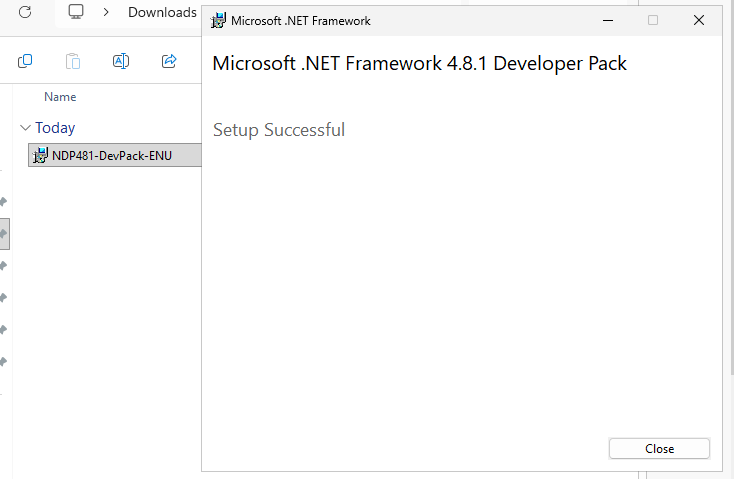 Downloads
Microsoft .NET Framework
Microsoft .NET Framework 4.8.1 Developer Pack
Name
Today
Setup Successful
NDP481-DevPack-ENU
Close